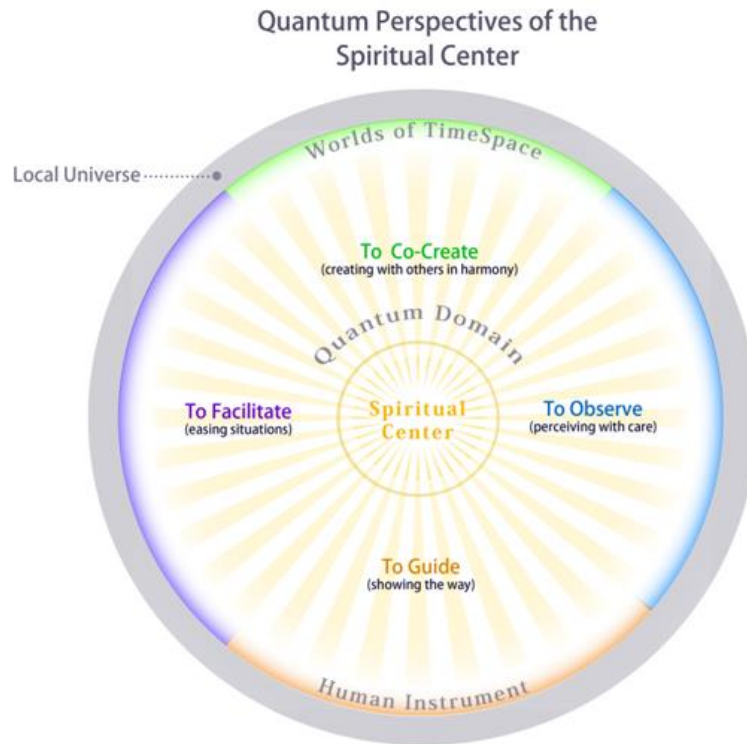 Quantum Perspectives of the
Spiritual Center
Worlds of TimeSpace
Local Universe
To Co-Create
(creating with others in harmony)
Quantum Domain
To Facilitate
(easing situations)
Spiritual
Center
To Observe
(perceiving with care)
To Guide
(showing the way)
Human Instrument